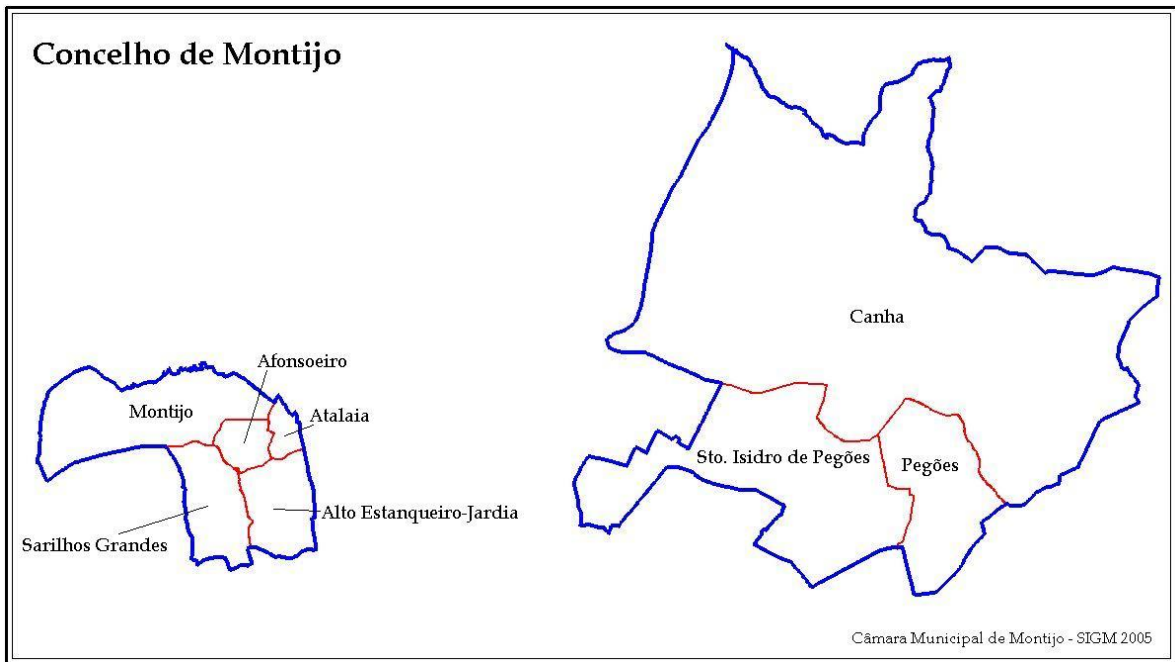 Concelho de Montijo
Canha
Afonsoeiro
Montijo
Atalaia
Sto. Isidro de Pegões
Pegões
Alto Estanqueiro-Jardia
Sarilhos Grandes
Câmara Municipal de Montijo - SIGM 2005